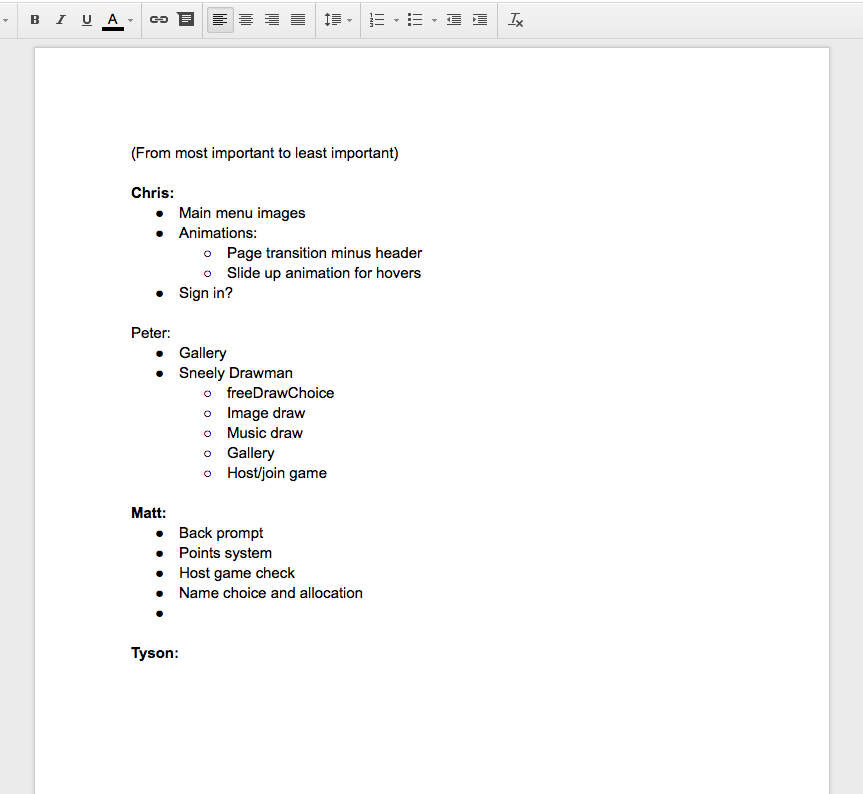 B I U A
(From most important to least important)
Chris:
● Main menu images
● Animations:
○ Page transition minus header
○ Slide up animation for hovers
● Sign in?
Peter:
● Gallery
● Sneely Drawman
○ freeDrawChoice
○ Image draw
○ Music draw
○ Gallery
○ Host/join game
Matt:
● Back prompt
● Points system
● Host game check
● Name choice and allocation
●
Tyson: